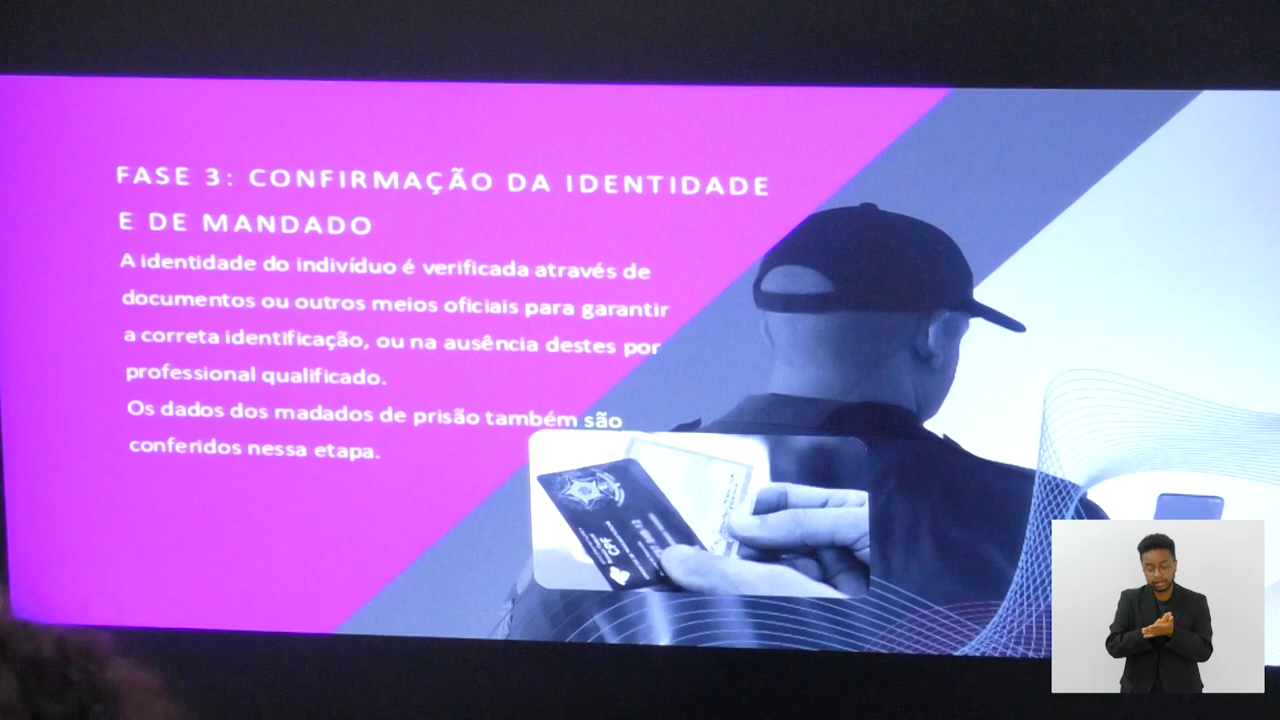 FASE 3: CONFIRMAÇÃO DA IDENTIDADE
E DE MANDADO
A identidade do indivíduo é verificada através de
documentos ou outros meios oficiais para garantir
a correta identificação, ou na ausência destes por
professional qualificado.
Os dados dos madados de prisão também são
conferidos nessa etapa.
CPF